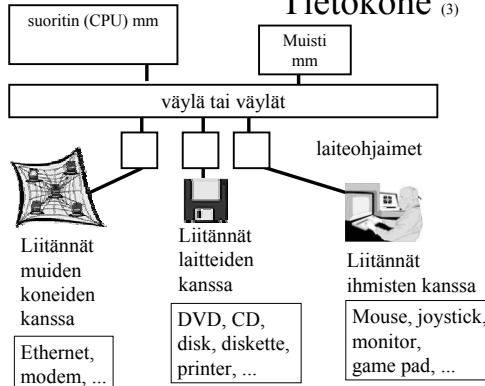 Tietokone (3)
suoritin (CPU) mm
Muisti
mm
väylä tai väylät
laiteohjaimet
Liitännät
muiden
koneiden
kanssa
Ethernet,
modem, ...
Liitännät
laitteiden
kanssa
DVD, CD,
disk, diskette,
printer, ...
Liitännät
ihmisten kanssa
Mouse, joystick,
monitor,
game pad, ...